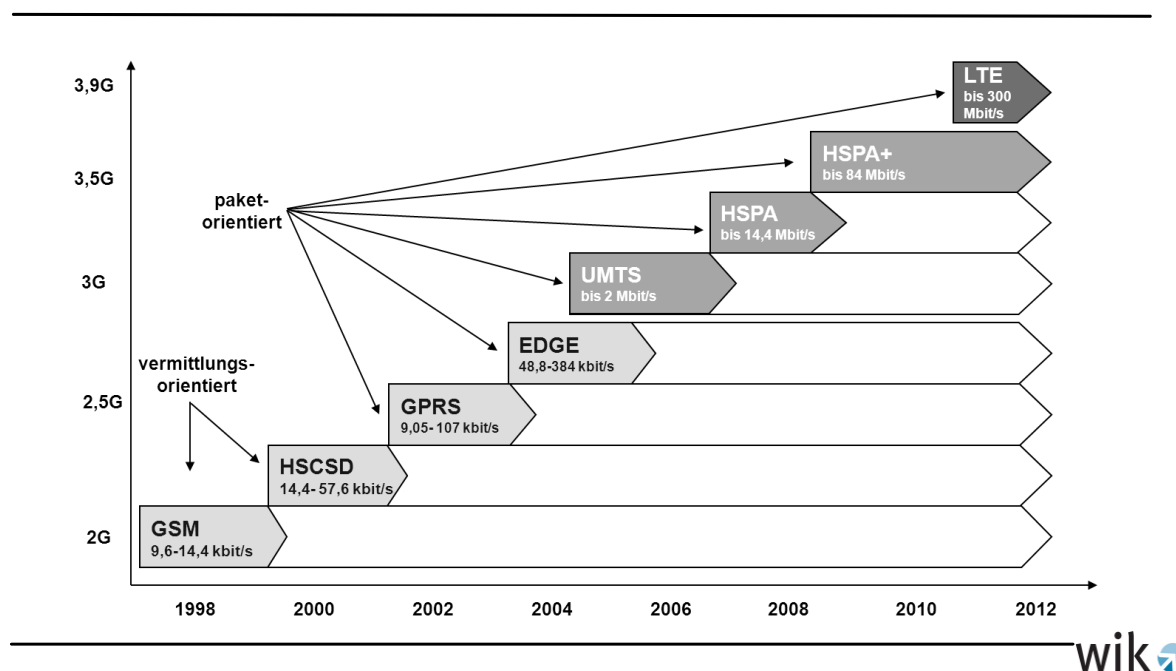 3,9G
LTE
bis 300
Mbit/s
HSPA+
bis 84 Mbit/s
3,5G
paket-
orientiert
HSPA
bis 14,4 Mbit/s
3G
UMTS
bis 2 Mbit/s
EDGE
48,8-384 kbit/s
vermittlungs-
orientiert
2,5G
GPRS
9,05- 107 kbit/s
HSCSD
14,4- 57,6 kbit/s
2G
GSM
9,6-14,4 kbit/s
1998 2000 2002 2004 2006 2008 2010 2012
wik